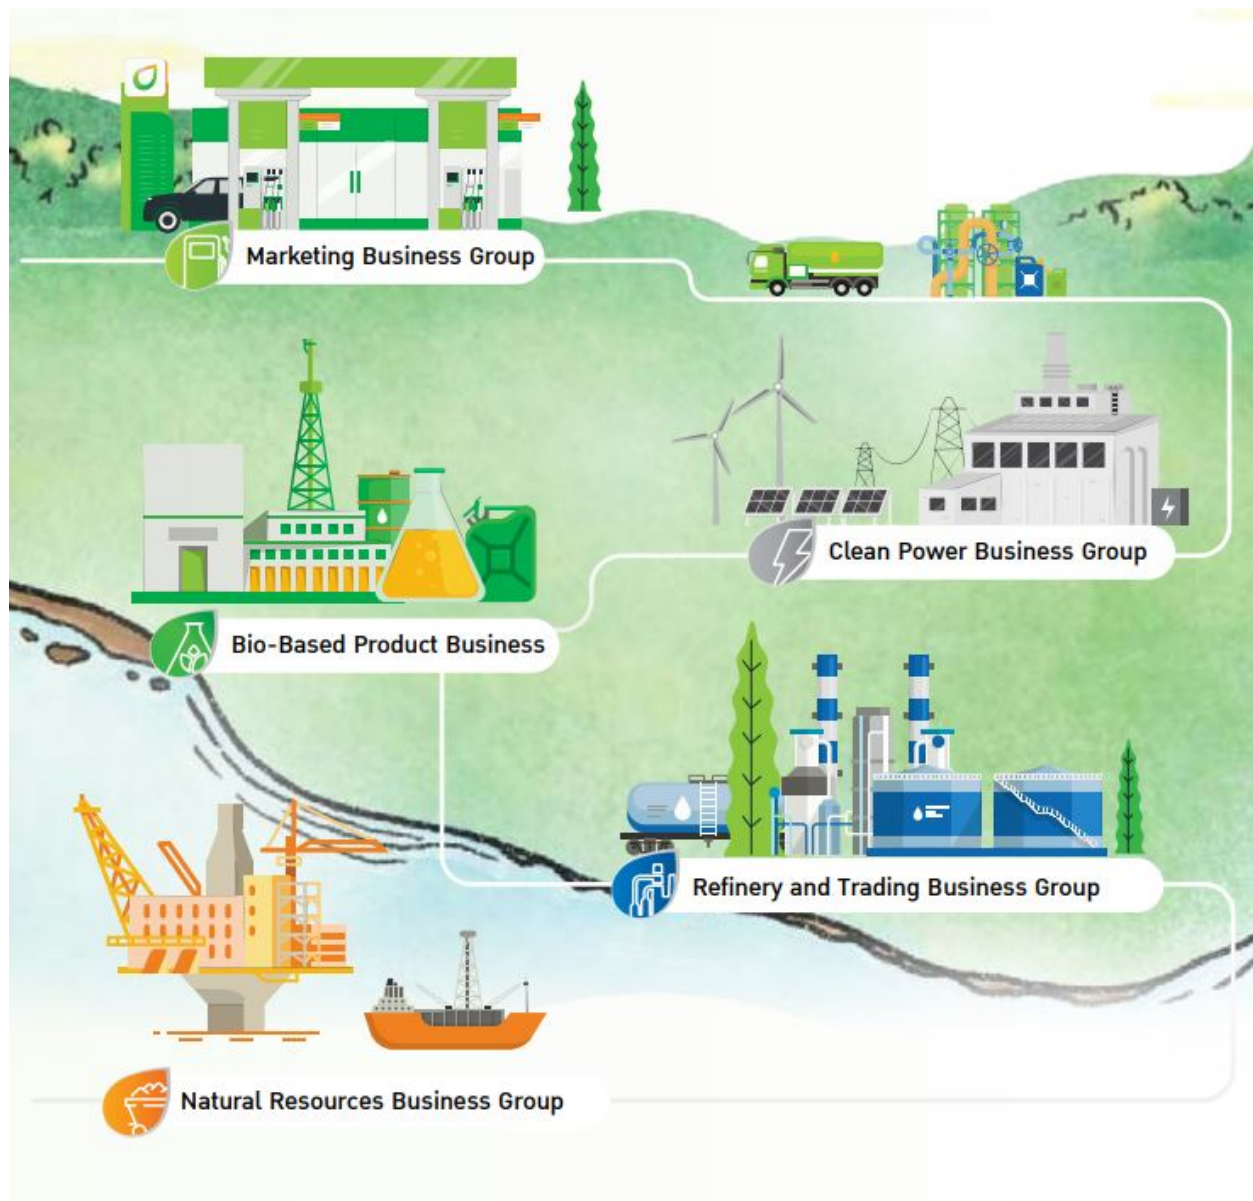 Marketing Business Group
Clean Power Business Group
Bio-Based Product Business
Refinery and Trading Business Group
Natural Resources Business Group